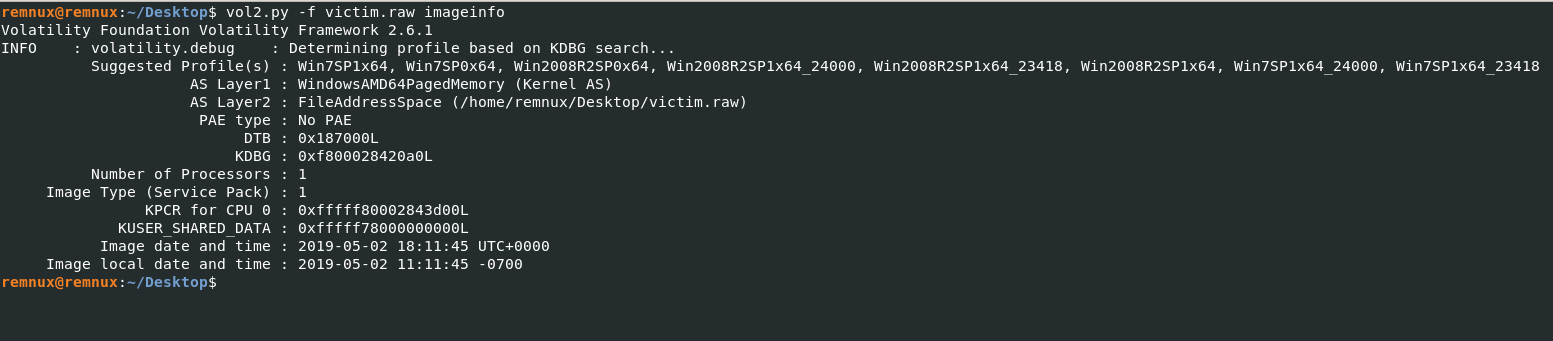 remnux@remnux:~/Desktop$ vol2.py -f victim.raw imageinfo
Volatility Foundation Volatility Framework 2.6.1
INFO    : volatility.debug    : Determining profile based on KDBG search...
          Suggested Profile(s) : Win7SP1x64, Win7SP0x64, Win2008R2SP0x64, Win2008R2SP1x64_24000, Win2008R2SP1x64_23418, Win2008R2SP1x64, Win7SP1x64_24000, Win7SP1x64_23418
                     AS Layer1 : WindowsAMD64PagedMemory (Kernel AS)
                     AS Layer2 : FileAddressSpace (/home/remnux/Desktop/victim.raw)
                      PAE type : No PAE
                           DTB : 0x187000L
                          KDBG : 0xf800028420a0L
          Number of Processors : 1
     Image Type (Service Pack) : 1
                KPCR for CPU 0 : 0xfffff80002843d00L
             KUSER_SHARED_DATA : 0xfffff78000000000L
           Image date and time : 2019-05-02 18:11:45 UTC+0000
     Image local date and time : 2019-05-02 11:11:45 -0700
remnux@remnux:~/Desktop$